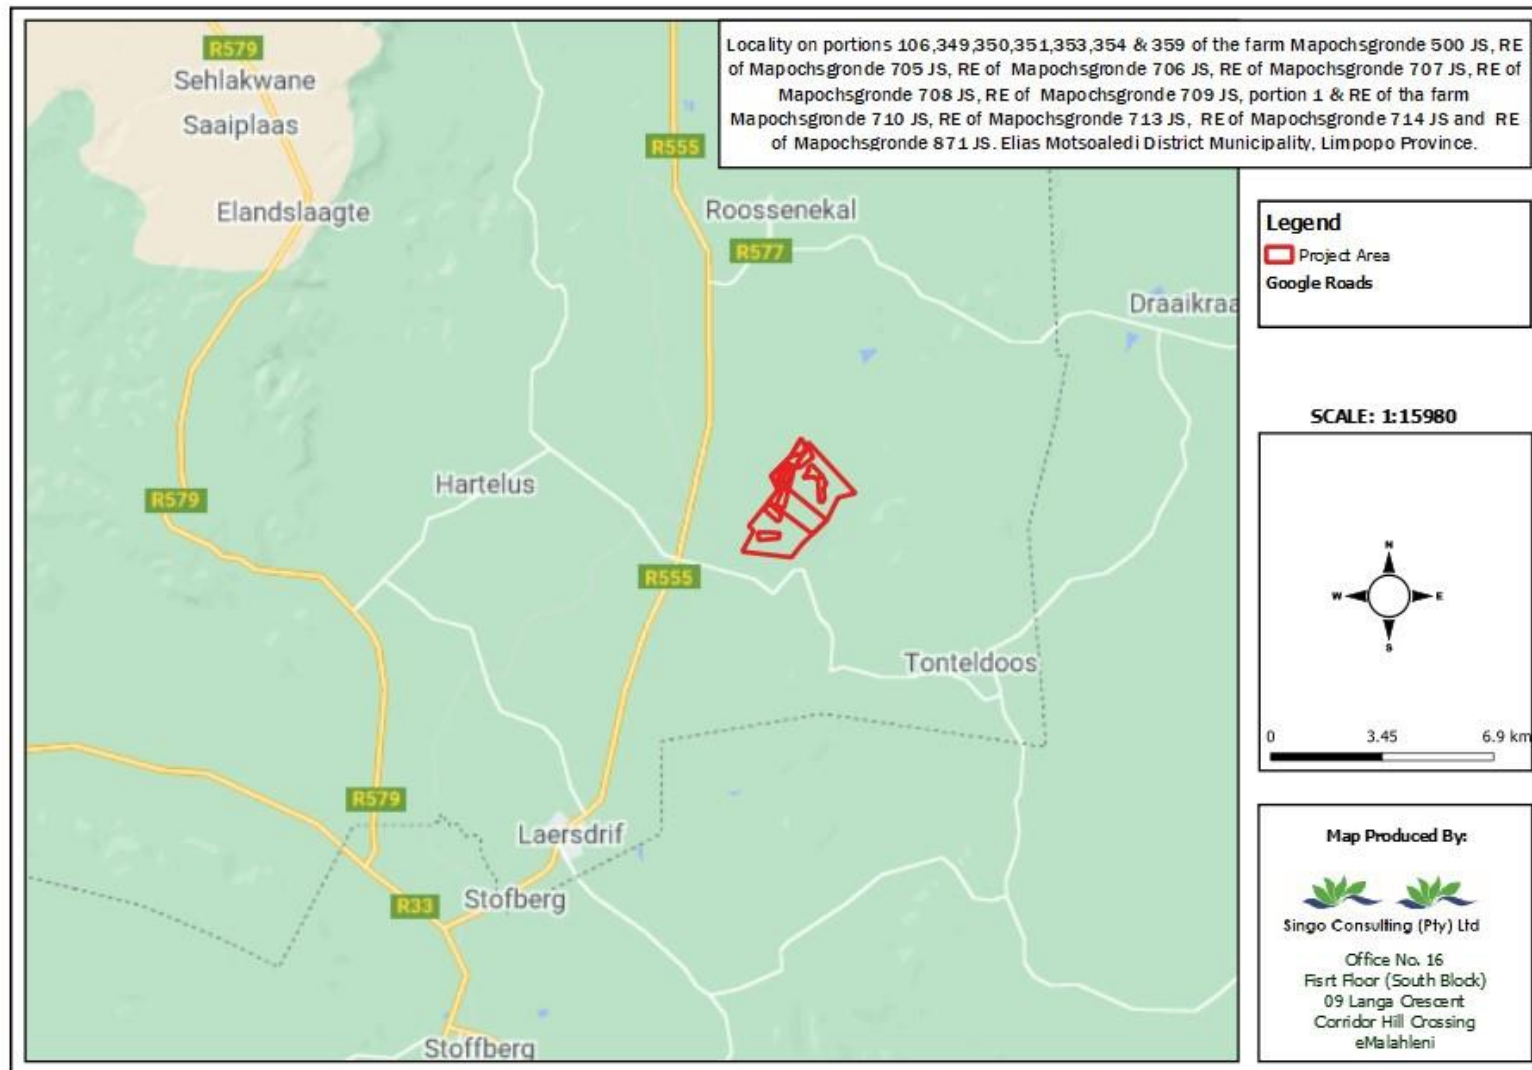 Locality on portions 106,349,350,351,353,354 & 359 of the farm Mapochsgronde 500 JS, RE
of Mapochsgronde 705 JS, RE of Mapochsgronde 706 JS, RE of Mapochsgronde 707 JS, RE of
Mapochsgronde 708 JS, RE of Mapochsgronde 709 JS, portion 1 & RE of tha farm
Mapochsgronde 710 JS, RE of Mapochsgronde 713 JS, RE of Mapochsgronde 714 JS and RE
of Mapochsgronde 871 JS. Elias Motsoaledi District Municipality, Limpopo Province.
R579
Sehlakwane
Saaiplaas
R555
Elandslaagte
Roossenekal
R577
Draaikraa
Hartelus
R579
R555
Tonteldoos
R579
Laersdrif
Stofberg
R33
Stoffberg
Legend
Project Area
Google Roads
SCALE: 1:15980
N
W E
S
0 3.45 6.9 km
Map Produced By:
Singo Consulting (Pty) Ltd
Office No. 16
Fisrt Floor (South Block)
09 Langa Crescent
Corridor Hill Crossing
eMalahleni